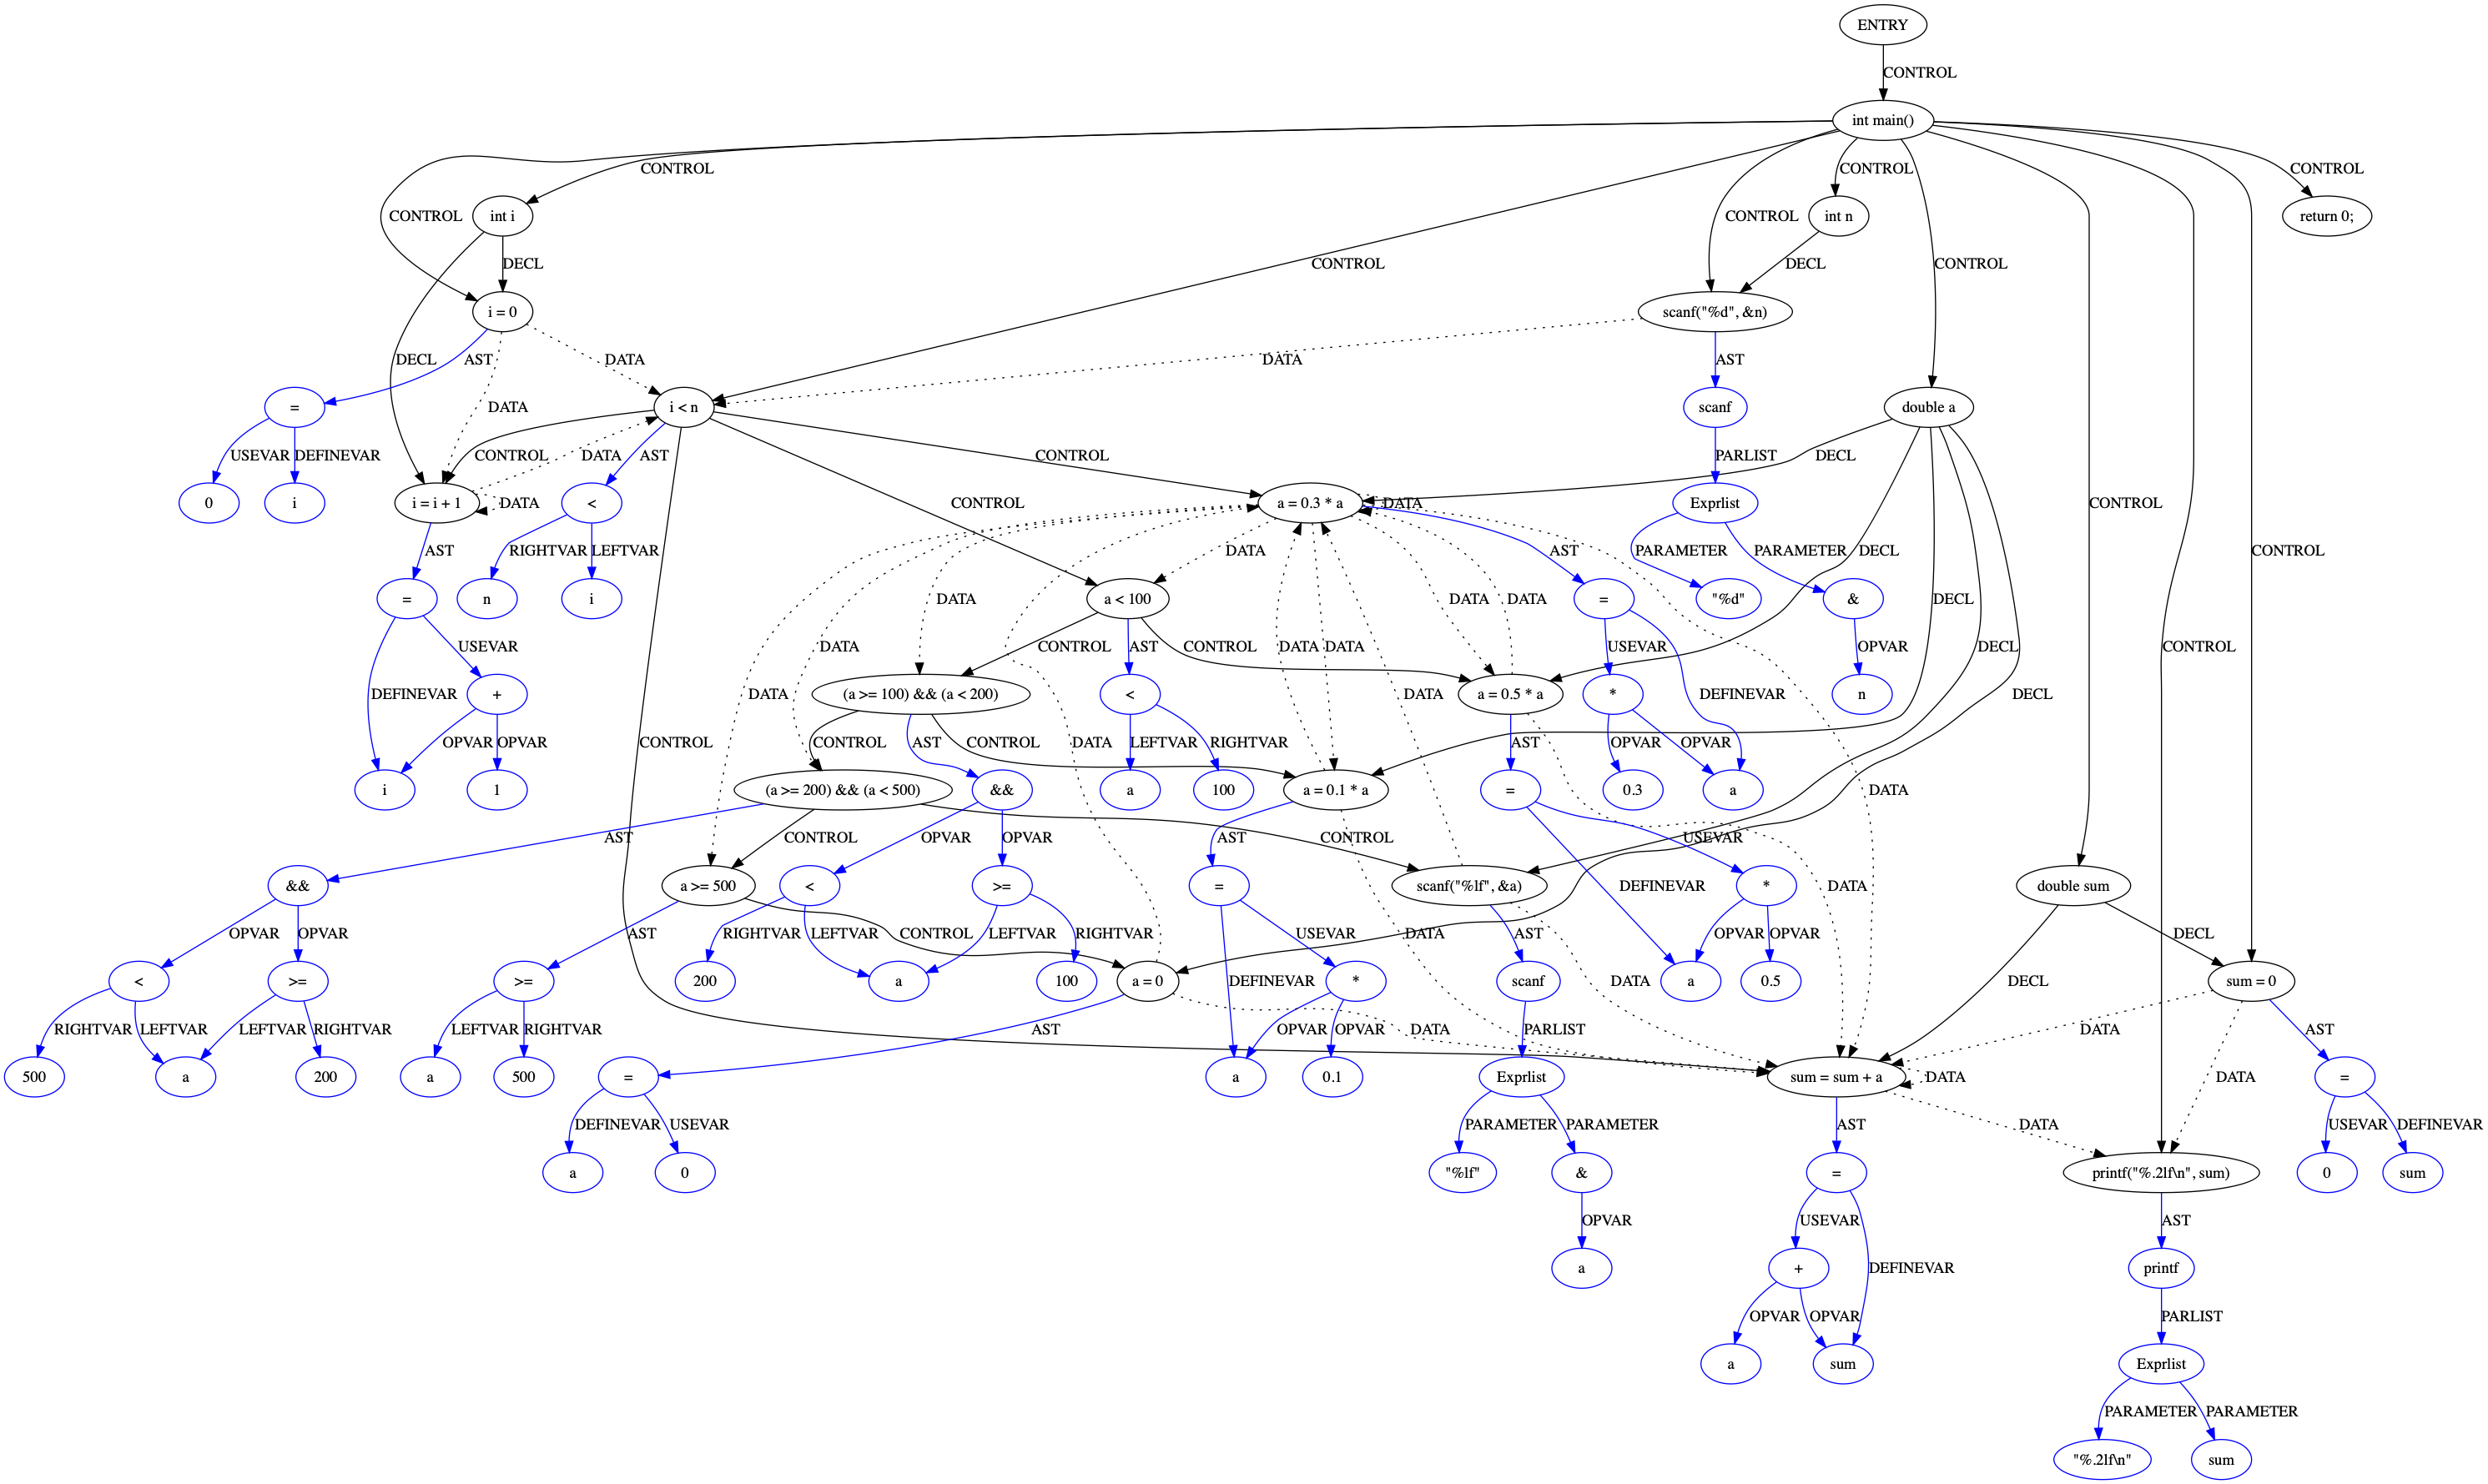 ENTRY
CONTROL
int main()
CONTROL
CONTROL
CONTROL
CONTROL
int i
CONTROL
int n
return 0;
DECL
CONTROL
DECL
CONTROL
i = 0
scanf("%d", &n)
DECL
AST
DATA
DATA
AST
=
i < n
scanf
double a
DATA
USEVAR
DEFINEVAR
CONTROL
DATA
AST
CONTROL
PARLIST
DECL
CONTROL
0
i
i = i + 1
DATA
<
a = 0.3 * a
DATA
Exprlist
CONTROL
AST
RIGHTVAR
LEFTVAR
DATA
AST
PARAMETER
PARAMETER
DECL
CONTROL
=
n
i
DATA
a < 100
DATA
DATA
=
"%d"
&
DECL
USEVAR
DATA
CONTROL
AST
CONTROL
DATA
DATA
USEVAR
OPVAR
DECL
CONTROL
DEFINEVAR
+
DATA
(a >= 100) && (a < 200)
<
DATA
a = 0.5 * a
*
DEFINEVAR
n
DECL
OPVAR
OPVAR
CONTROL
CONTROL
AST
CONTROL
DATA
LEFTVAR
RIGHTVAR
AST
OPVAR
OPVAR
i
1
(a >= 200) && (a < 500)
&&
a
100
a = 0.1 * a
=
0.3
a
DATA
AST
CONTROL
OPVAR
OPVAR
AST
CONTROL
USEVAR
&&
a >= 500
<
>=
=
scanf("%lf", &a)
DEFINEVAR
*
DATA
double sum
OPVAR
OPVAR
AST
RIGHTVAR
LEFTVAR
CONTROL
LEFTVAR
RIGHTVAR
USEVAR
DATA
AST
OPVAR
OPVAR
DECL
<
>=
>=
200
a
100
a = 0
DEFINEVAR
*
scanf
DATA
a
0.5
DECL
sum = 0
RIGHTVAR
LEFTVAR
LEFTVAR
RIGHTVAR
LEFTVAR
RIGHTVAR
AST
OPVAR
OPVAR
DATA
PARLIST
DATA
AST
500
a
200
a
500
=
a
0.1
Exprlist
sum = sum + a
DATA
DATA
=
DEFINEVAR
USEVAR
PARAMETER
PARAMETER
AST
DATA
USEVAR
DEFINEVAR
a
0
"%lf"
&
=
printf("%.2lf\n", sum)
0
sum
OPVAR
USEVAR
AST
a
+
DEFINEVAR
printf
OPVAR
OPVAR
PARLIST
a
sum
Exprlist
PARAMETER
PARAMETER
"%.2lf\n"
sum